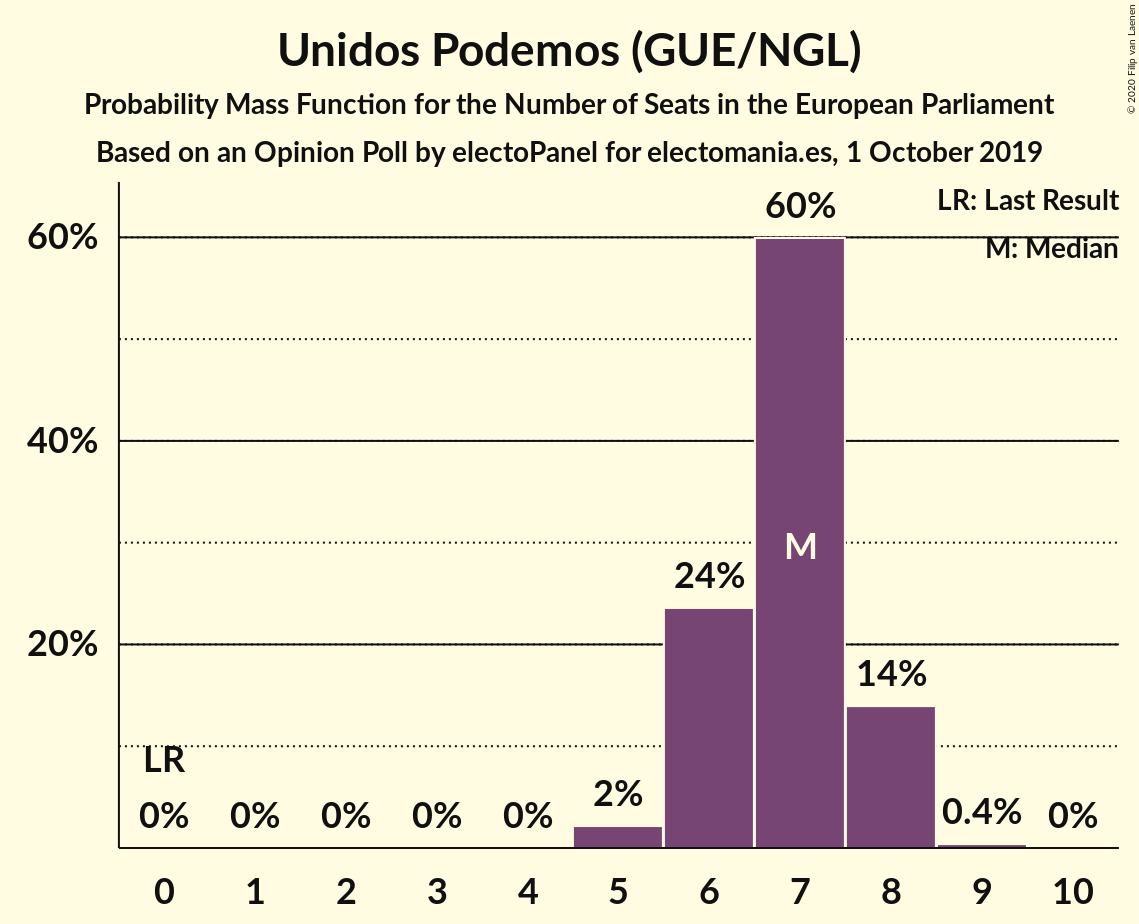 Unidos Podemos (GUE/NGL)
Probability Mass Function for the Number of Seats in the European Parliament
Based on an Opinion Poll by electoPanel for electomania.es, 1 October 2019
© 2020 Filip van Laenen
LR: Last Result
M: Median
60%
40%
20%
LR
0%
0%
0%
0%
0%
2%
24%
60%
M
14%
0.4%
0%
0 1 2 3 4 5 6 7 8 9 10